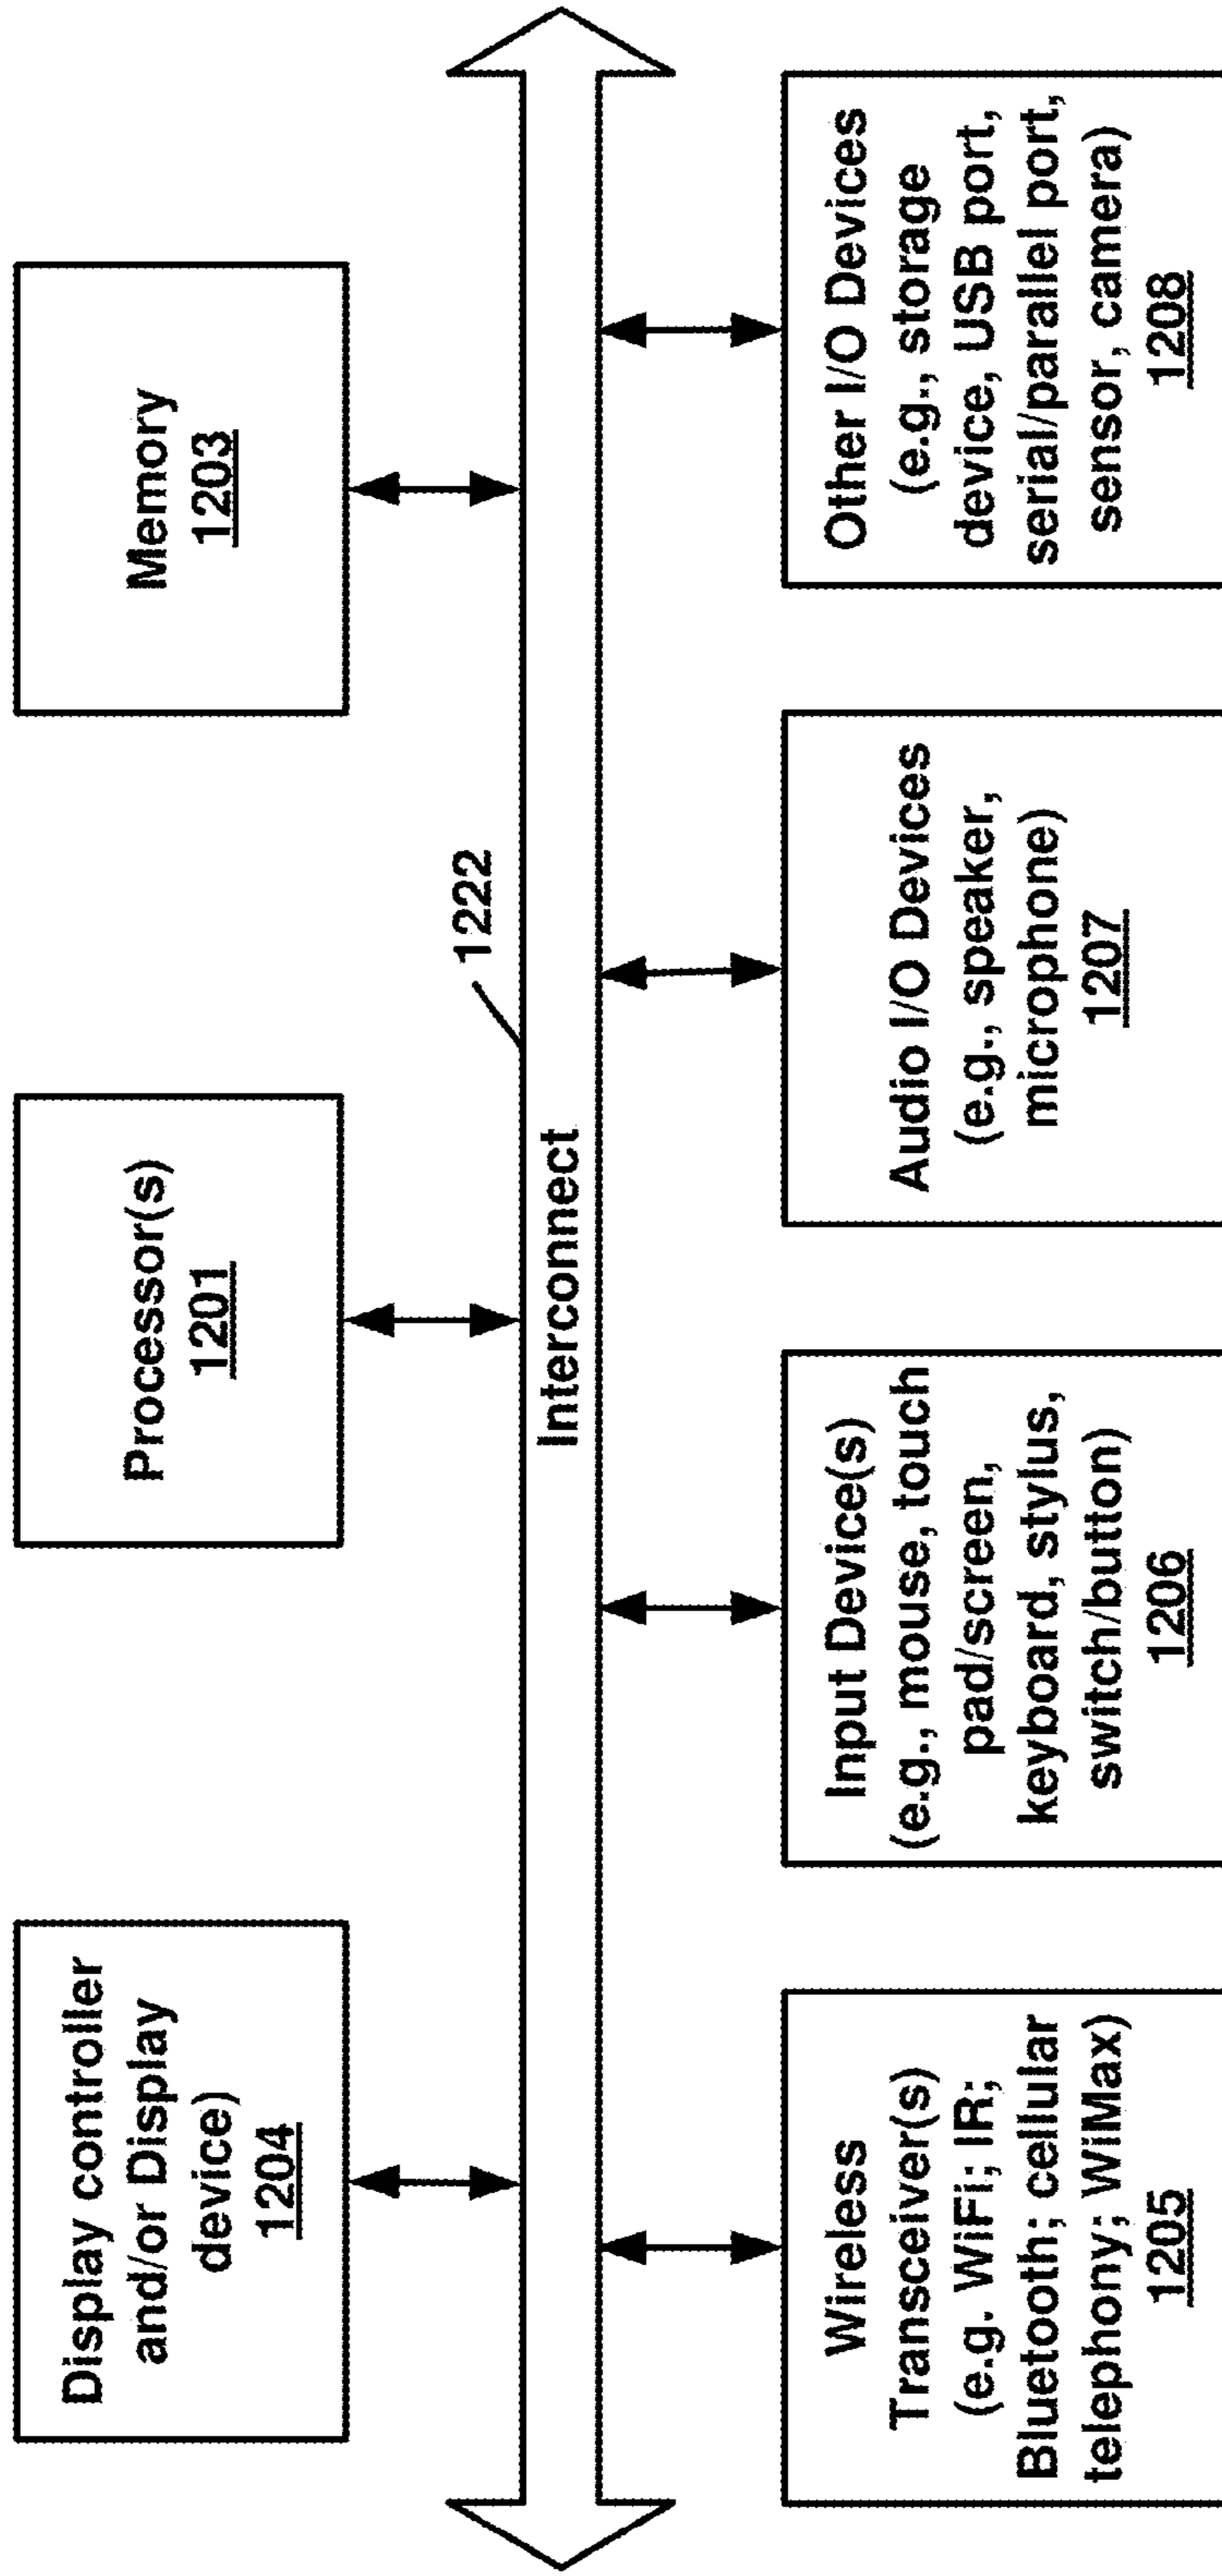 Display controller
and/or Display
device)
1204
Processor(s)
1201
Memory
1203
1222
Interconnect
Wireless
Transceiver(s)
(e.g. WiFi; IR;
Bluetooth; cellular
telephony; WiMax)
1205
Input Device(s)
(e.g., mouse, touch
pad/screen,
keyboard, stylus,
switch/button)
1206
Audio I/O Devices
(e.g., speaker,
microphone)
1207
Other I/O Devices
(e.g., storage
device, USB port,
serial/parallel port,
sensor, camera)
1208